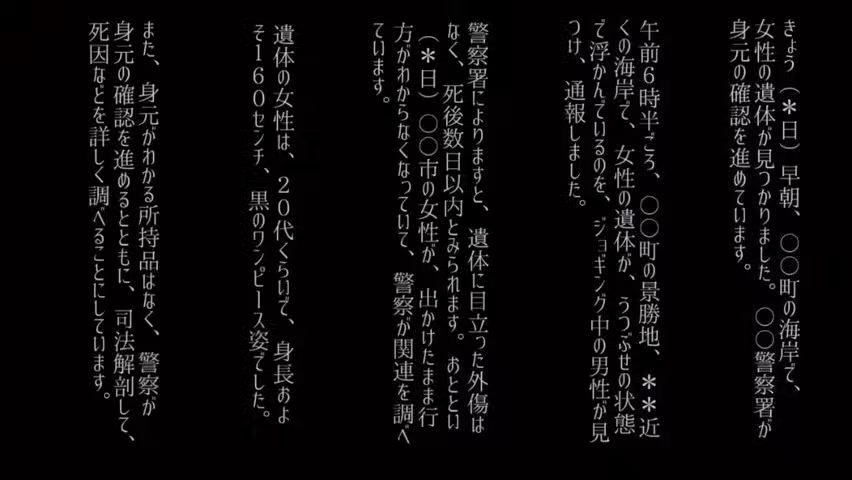 きょう（＊日）早朝、〇〇町の海岸で、
女性の遺体が見つかりました。〇〇警察署が
身元の確認を進めています。
午前６時半ごろ、〇〇町の景勝地、＊＊近
くの海岸で、女性の遺体が、うつぶせの状態
で浮かんでいるのを、ジョギング中の男性が見
つけ、通報しました。
警察署によりますと、遺体に目立った外傷は
なく、死後数日以内とみられます。おととい
（＊日）〇〇市の女性が、出かけたまま行
方がわからなくなっていて、警察が関連を調べ
ています。
遺体の女性は、２０代くらいで、身長およ
そ１６０センチ、黒のワンピース姿でした。
また、身元がわかる所持品はなく、警察が
身元の確認を進めるとともに、司法解剖して、
死因などを詳しく調べることにしています。